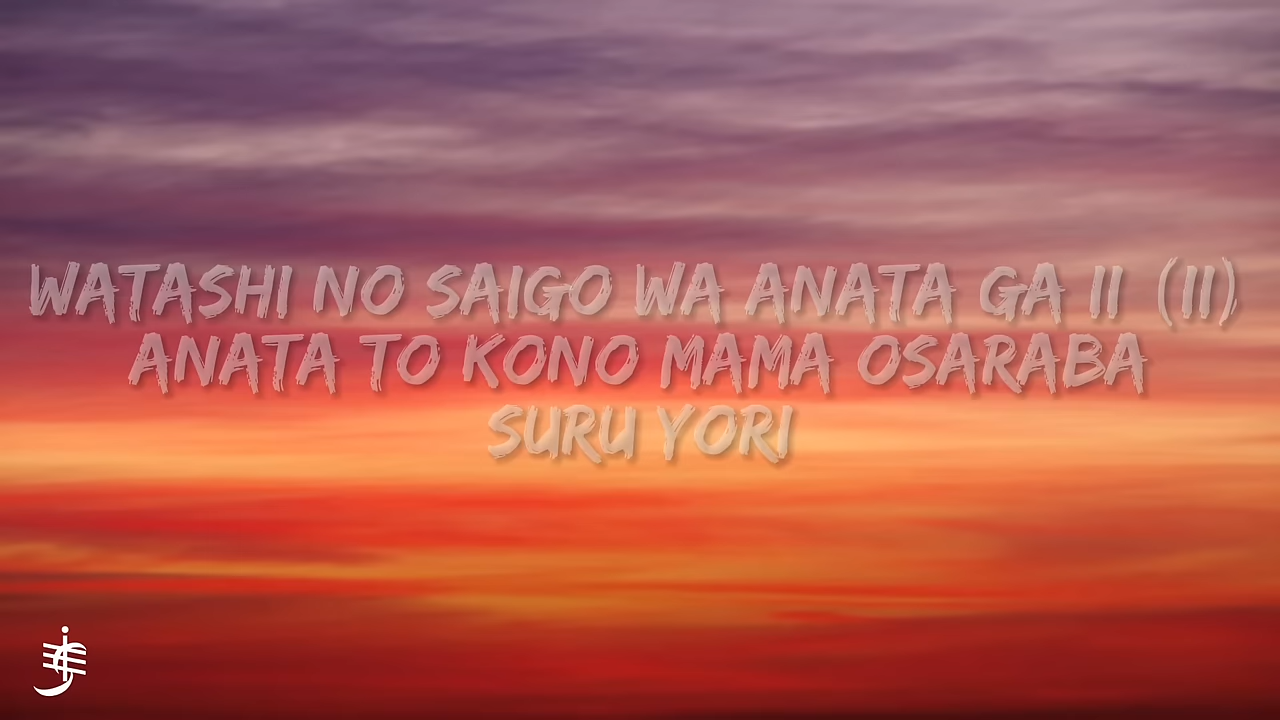 WATASHI NO SAIGO WA ANATA GA II (II)
ANATA TO KONO MAMA OSARABA
SURU YORI